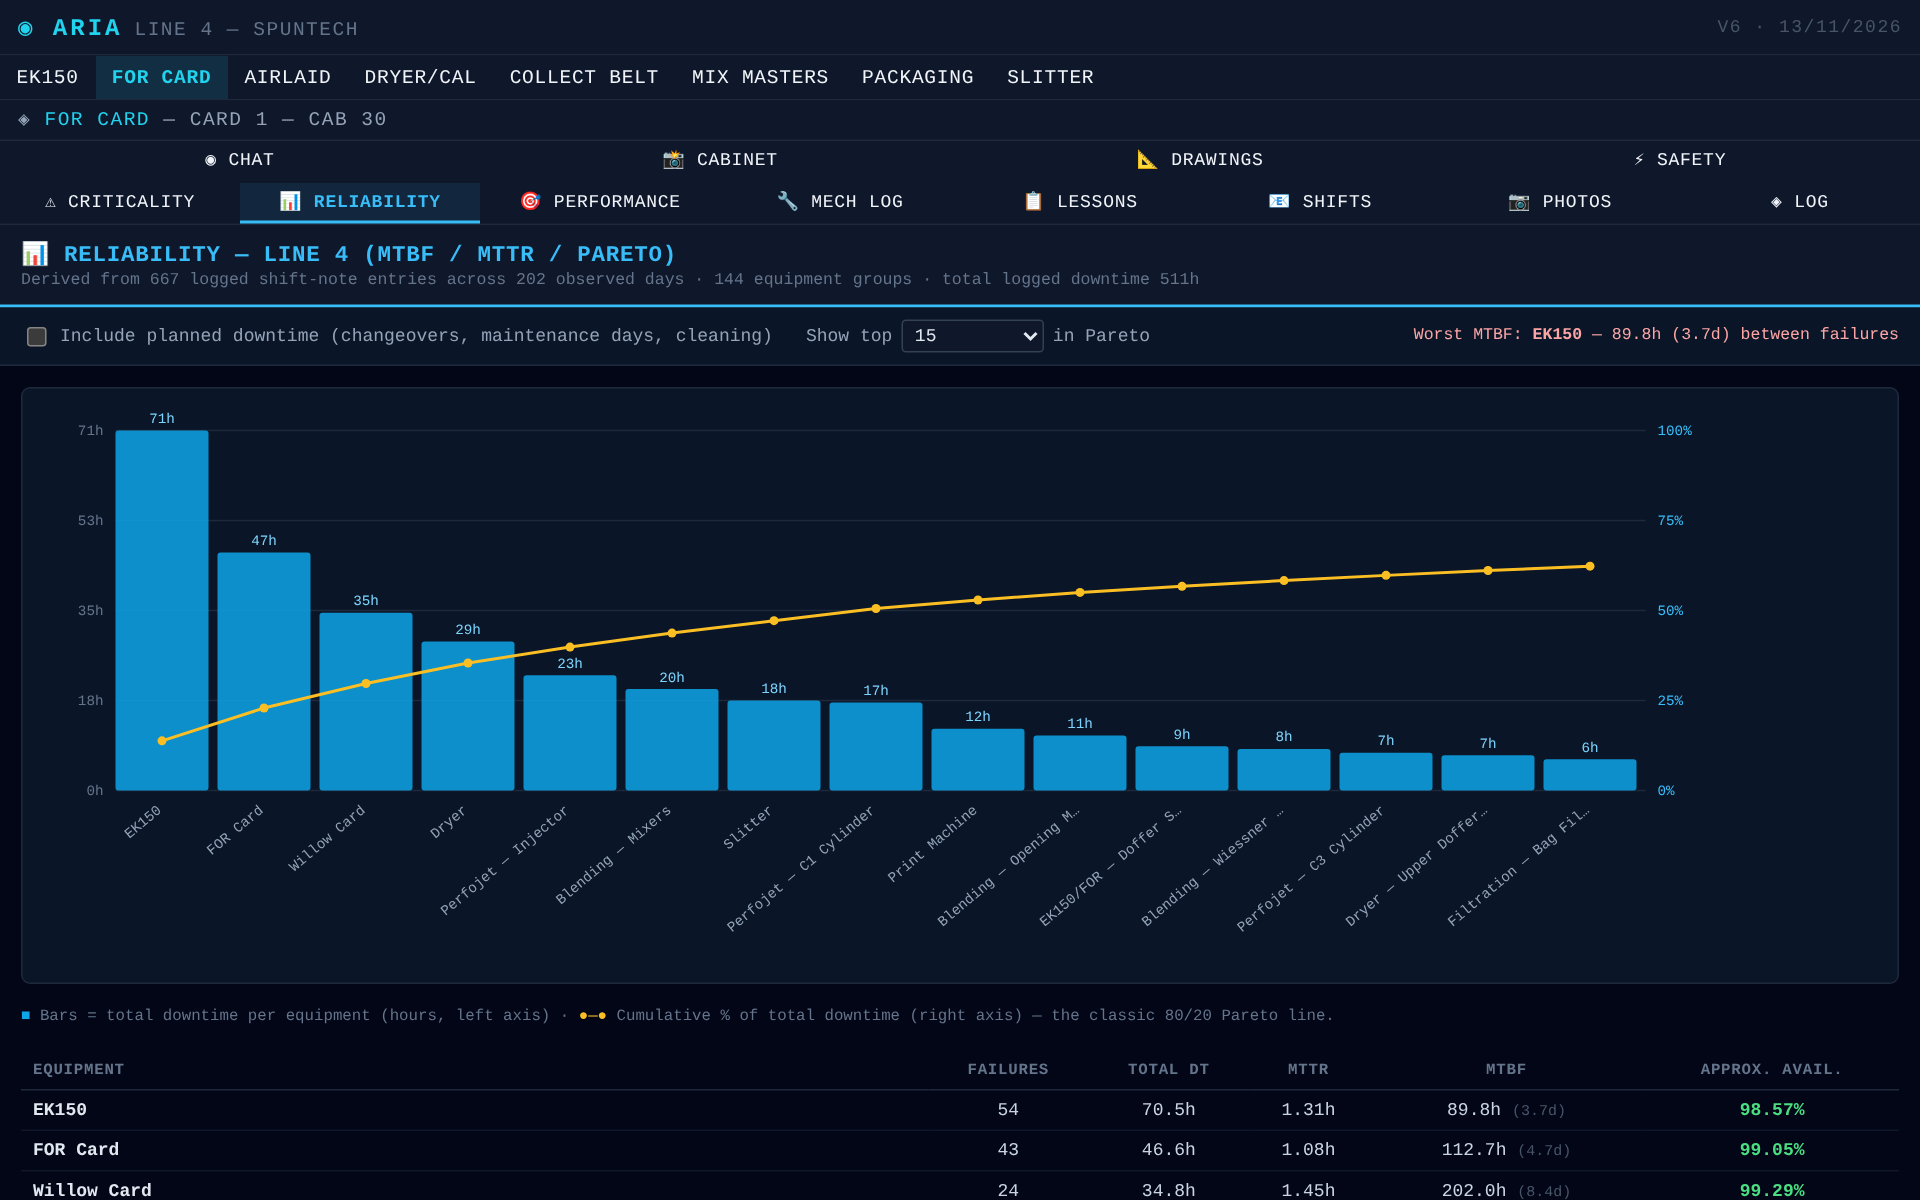 ◉ ARIA LINE 4 — SPUNTECH
V6 · 13/11/2026
EK150 FOR CARD AIRLAID DRYER/CAL COLLECT BELT MIX MASTERS PACKAGING SLITTER
◈ FOR CARD — CARD 1 — CAB 30
◉ CHAT 📸 CABINET 📐 DRAWINGS ⚡ SAFETY
⚠ CRITICALITY 📊 RELIABILITY 🎯 PERFORMANCE 🔧 MECH LOG 📋 LESSONS 📧 SHIFTS 📷 PHOTOS ◈ LOG
📊 RELIABILITY — LINE 4 (MTBF / MTTR / PARETO)
Derived from 667 logged shift-note entries across 202 observed days · 144 equipment groups · total logged downtime 511h
Include planned downtime (changeovers, maintenance days, cleaning) Show top 15 in Pareto
Worst MTBF: EK150 — 89.8h (3.7d) between failures
71h
71h 100%
53h 75%
47h
35h
35h 50%
29h
23h
20h
18h
17h
18h 25%
12h
11h
9h
8h
7h
7h
6h
0h 0%
EK150
FOR Card
Willow Card
Dryer
Perfojet — Injector
Blending — Mixers
Slitter
Perfojet — C1 Cylinder
Print Machine
Blending — Opening M…
EK150/FOR — Doffer S…
Blending — Wiessner …
Perfojet — C3 Cylinder
Dryer — Upper Doffer…
Filtration — Bag Fil…
■ Bars = total downtime per equipment (hours, left axis) · ●—● Cumulative % of total downtime (right axis) — the classic 80/20 Pareto line.
EQUIPMENT FAILURES TOTAL DT MTTR MTBF APPROX. AVAIL.
EK150 54 70.5h 1.31h 89.8h (3.7d) 98.57%
FOR Card 43 46.6h 1.08h 112.7h (4.7d) 99.05%
Willow Card 24 34.8h 1.45h 202.0h (8.4d) 99.29%